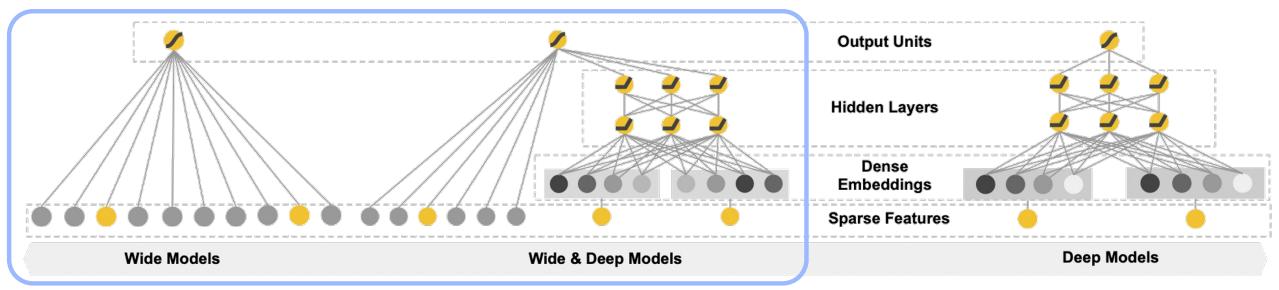 Output Units
Hidden Layers
Dense
Embeddings
Sparse Features
Wide Models
Wide & Deep Models
Deep Models